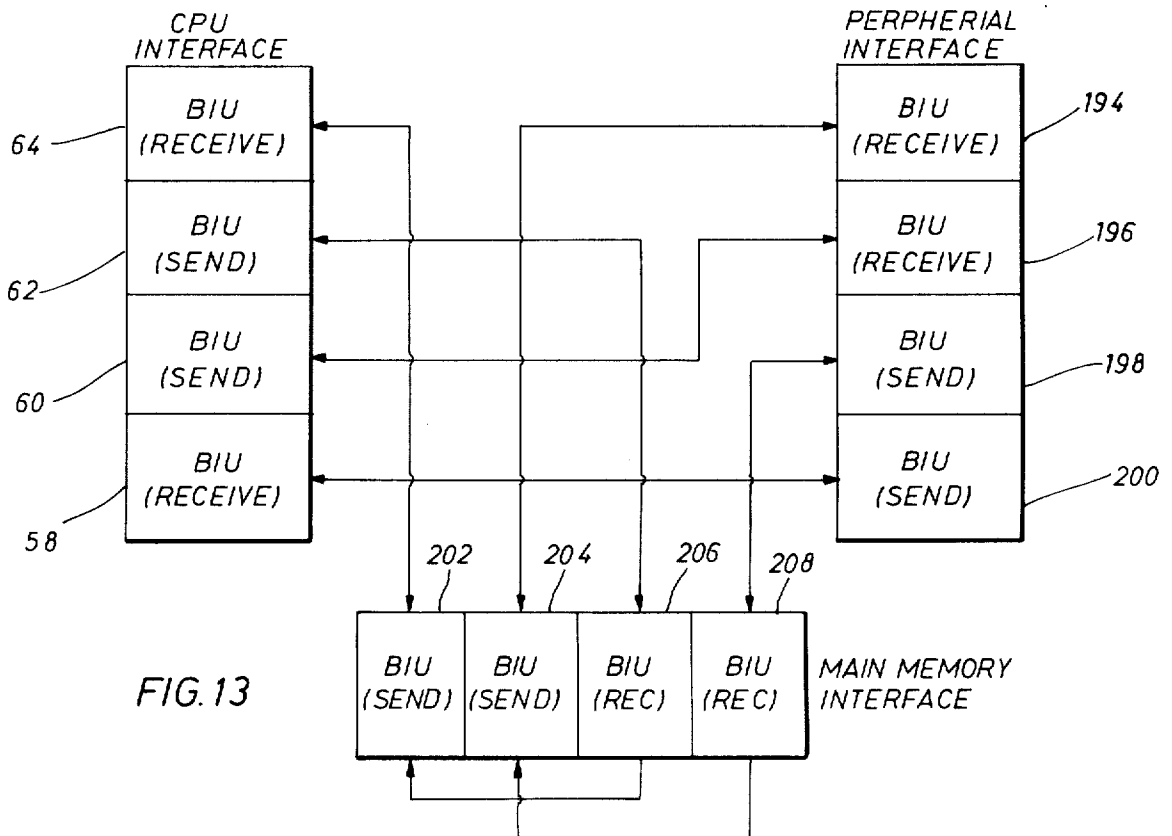 CPU
INTERFACE
BIU
(RECEIVE)
64
BIU
(SEND)
62
BIU
(SEND)
60
BIU
(RECEIVE)
58
PERPHERIAL
INTERFACE
BIU
(RECEIVE)
194
BIU
(RECEIVE)
196
BIU
(SEND)
198
BIU
(SEND)
200
202
204
206
208
BIU
(SEND)
BIU
(SEND)
BIU
(REC)
BIU
(REC)
MAIN MEMORY
INTERFACE
FIG. 13